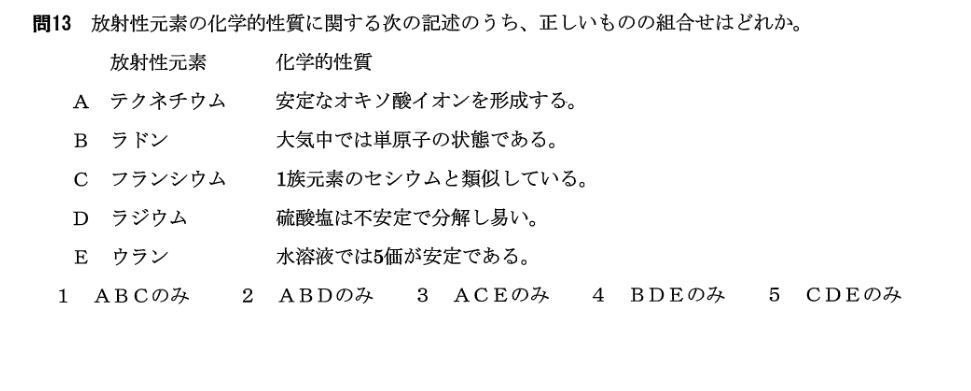 問13 放射性元素の化学的性質に関する次の記述のうち、正しいものの組合せはどれか。
放射性元素 化学的性質
A テクネチウム 安定なオキソ酸イオンを形成する。
B ラドン 大気中では単原子の状態である。
C フランシウム 1族元素のセシウムと類似している。
D ラジウム 硫酸塩は不安定で分解し易い。
E ウラン 水溶液では5価が安定である。
1 ABCのみ 2 ABDのみ 3 ACEのみ 4 BDEのみ 5 CDEのみ